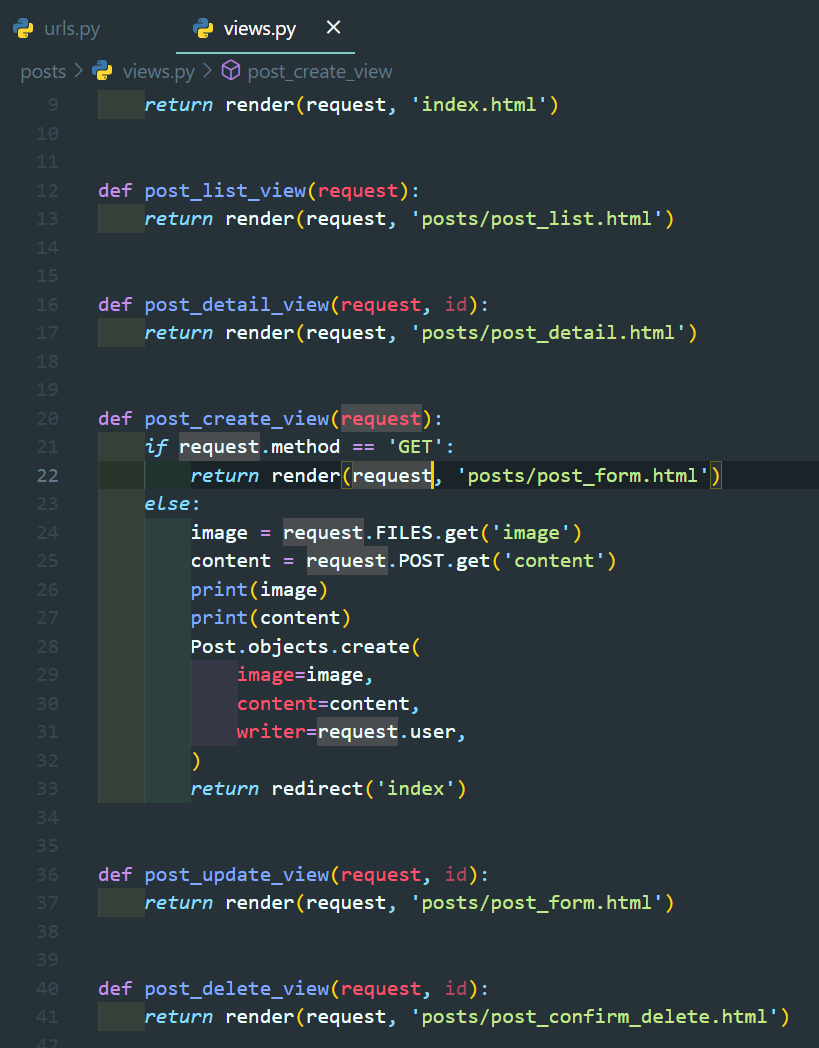 urls.py views.py ×
posts > views.py > post_create_view
9 return render(request, 'index.html')
10
11
12 def post_list_view(request):
13 return render(request, 'posts/post_list.html')
14
15
16 def post_detail_view(request, id):
17 return render(request, 'posts/post_detail.html')
18
19
20 def post_create_view(request):
21 if request.method == 'GET':
22 return render(request, 'posts/post_form.html')
23 else:
24 image = request.FILES.get('image')
25 content = request.POST.get('content')
26 print(image)
27 print(content)
28 Post.objects.create(
29 image=image,
30 content=content,
31 writer=request.user,
32 )
33 return redirect('index')
34
35
36 def post_update_view(request, id):
37 return render(request, 'posts/post_form.html')
38
39
40 def post_delete_view(request, id):
41 return render(request, 'posts/post_confirm_delete.html')
42